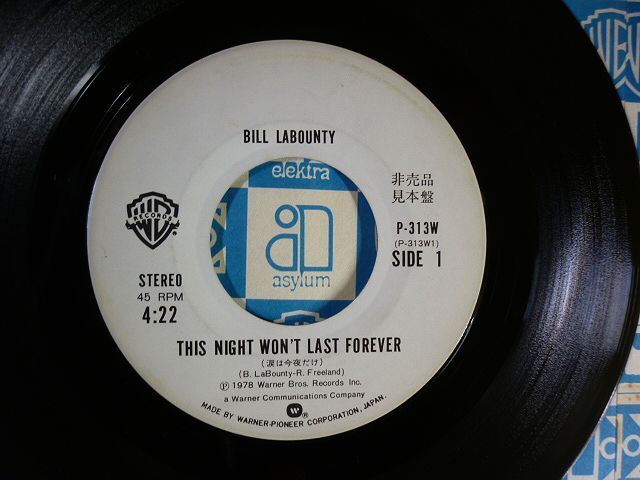 BILL LABOUNTY
elektra
asylum
WB
RECORDS
非売品
見本盤
P-313W
(P-313W1)
SIDE 1
STEREO
45 RPM
4:22
THIS NIGHT WON'T LAST FOREVER
(涙は今夜だけ)
(B. LaBounty-R. Freeland)
Ⓟ 1978 Warner Bros. Records Inc.
a Warner Communications Company
®
MADE BY WARNER-PIONEER CORPORATION, JAPAN.